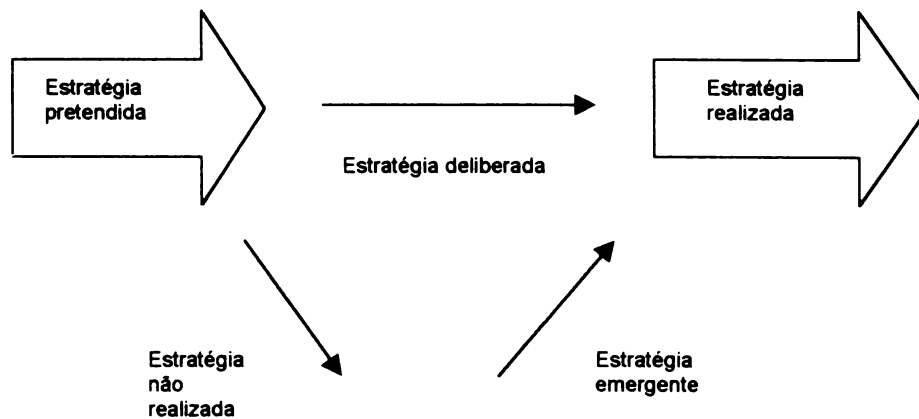 Estratégia
pretendida
Estratégia deliberada
Estratégia
realizada
Estratégia
não
realizada
Estratégia
emergente